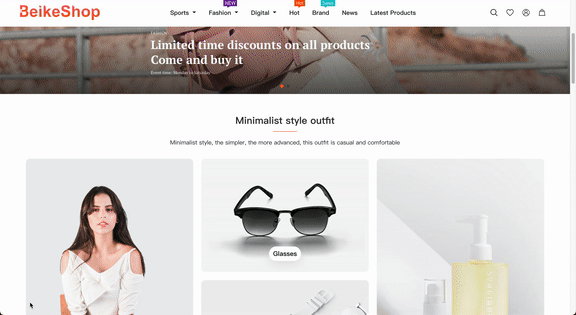 BeikeShop
Sports
NEW
Fashion
Digital
Hot
Hot
Brand
News
Latest Products
Limited time discounts on all products
Come and buy it
Event time: Monday to Saturday
Minimalist style outfit
Minimalist style, the simpler, the more advanced, this outfit is casual and comfortable
Glasses